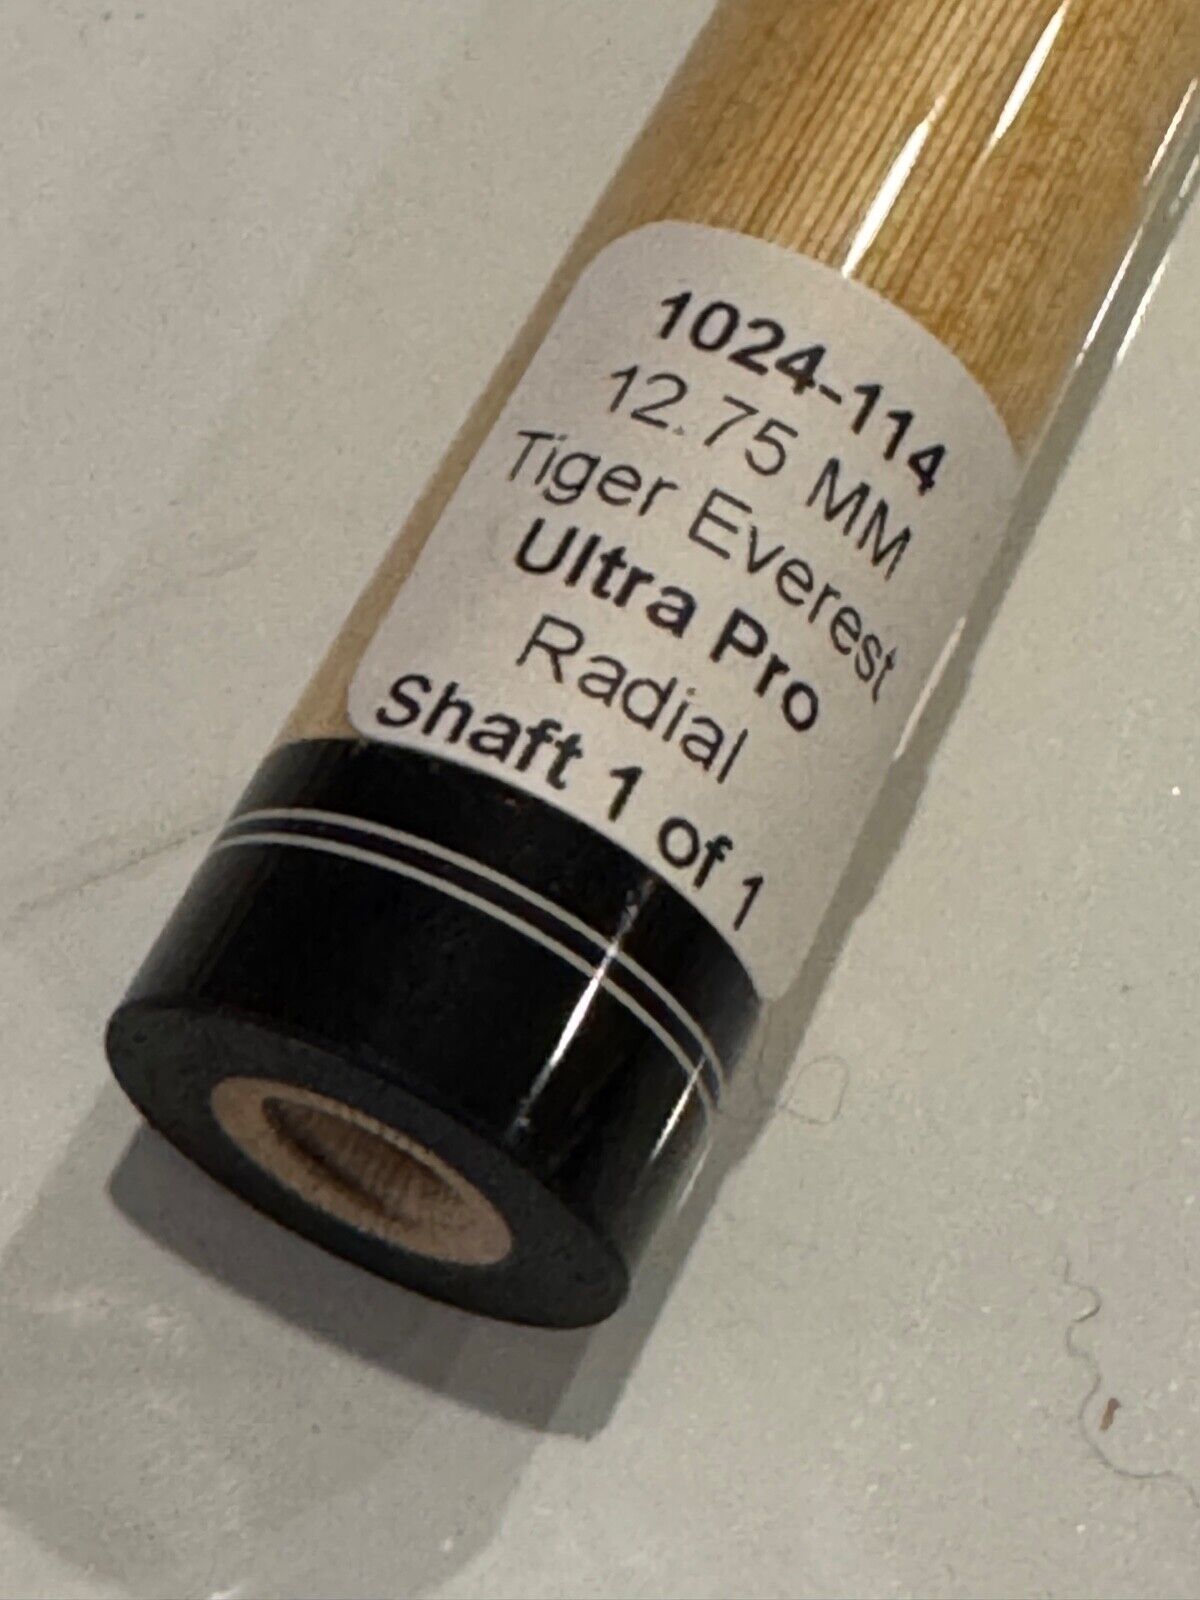 1024-114
12.75 MM
Tiger Everest
Ultra Pro
Radial
Shaft 1 of 1